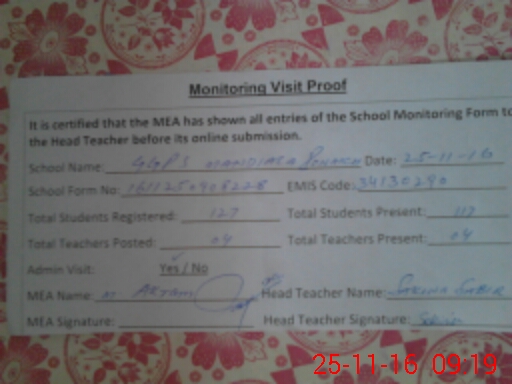 Monitoring Visit Proof
It is certified that the MEA has shown all entries of the School Monitoring Form to
the Head Teacher before its online submission.
School Name: Date: 25-11-16
School Form No: EMIS Code: 34130290
Total Students Registered: 127 Total Students Present: 117
Total Teachers Posted: 04 Total Teachers Present: 04
Admin Visit: Yes / No
MEA Name: M Akram Head Teacher Name: Sakina Sabir
MEA Signature: Head Teacher Signature:
25-11-16 09:19